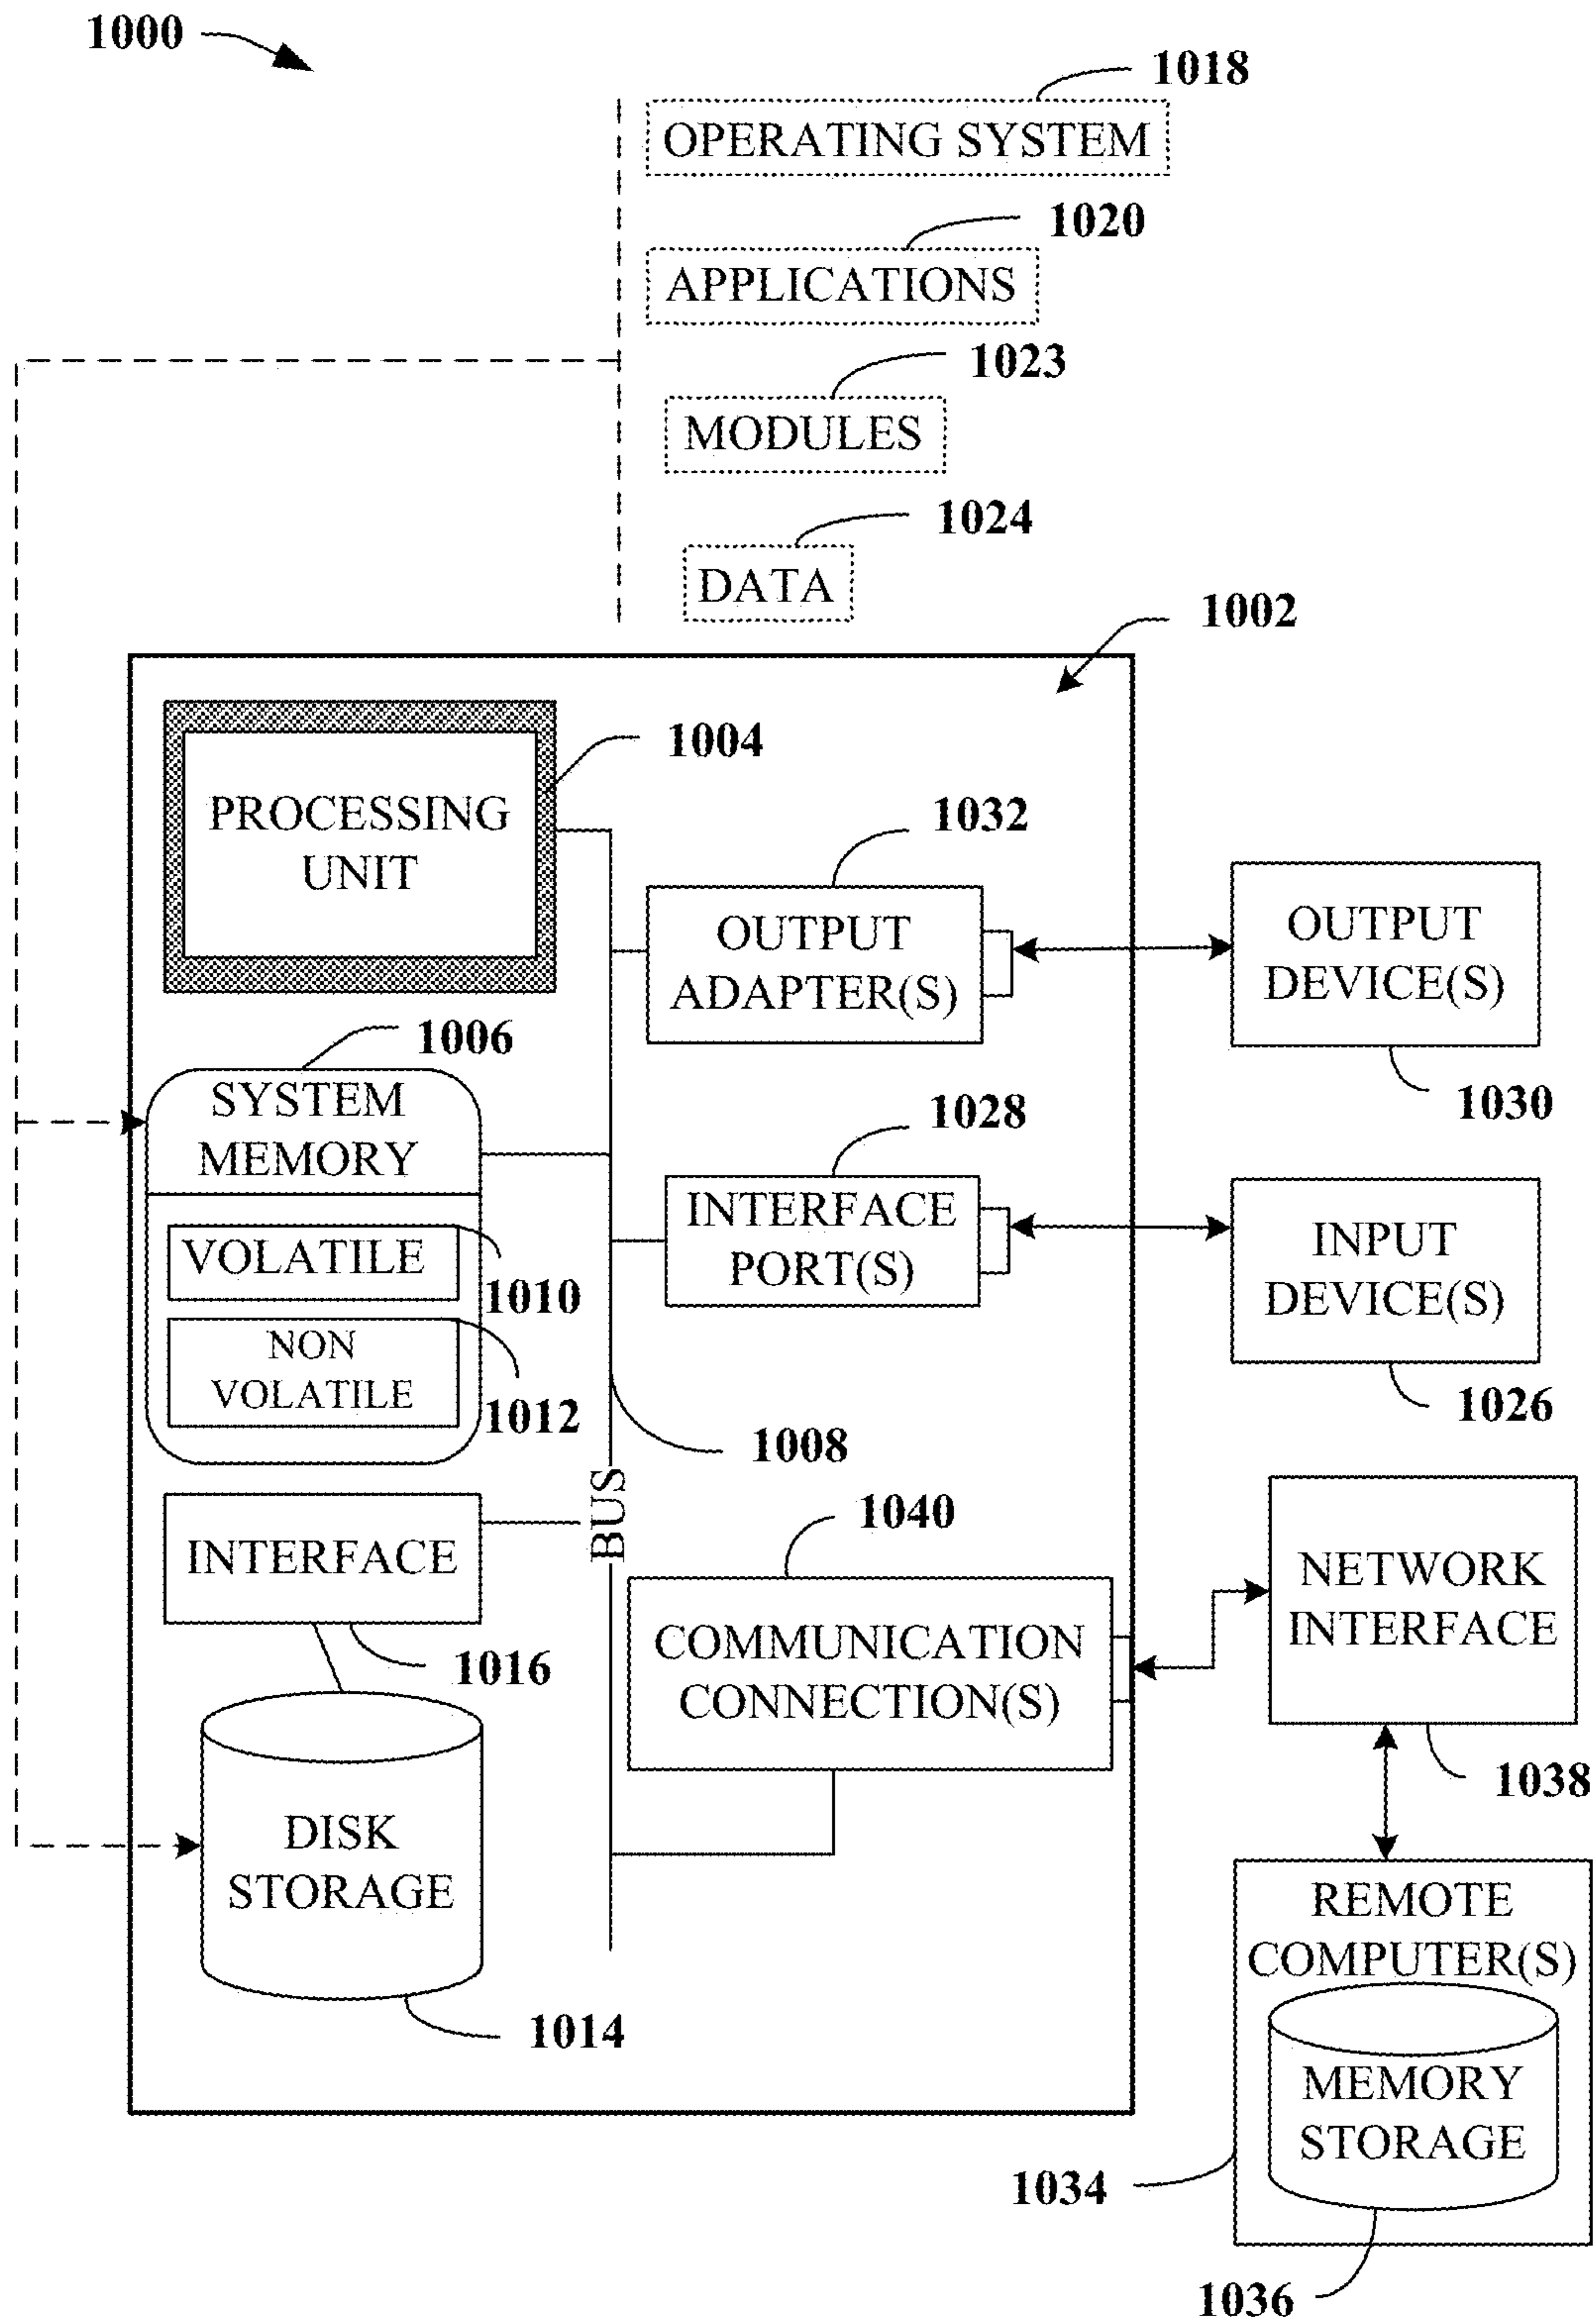 1000
1018
OPERATING SYSTEM
1020
APPLICATIONS
1023
MODULES
1024
DATA
1002
1004
PROCESSING
UNIT
1032
OUTPUT
ADAPTER(S)
OUTPUT
DEVICE(S)
1030
1006
SYSTEM
MEMORY
VOLATILE
1010
NON
VOLATILE
1012
1028
INTERFACE
PORT(S)
INPUT
DEVICE(S)
1026
1008
BUS
INTERFACE
1016
1040
COMMUNICATION
CONNECTION(S)
NETWORK
INTERFACE
1038
DISK
STORAGE
1014
REMOTE
COMPUTER(S)
MEMORY
STORAGE
1034
1036